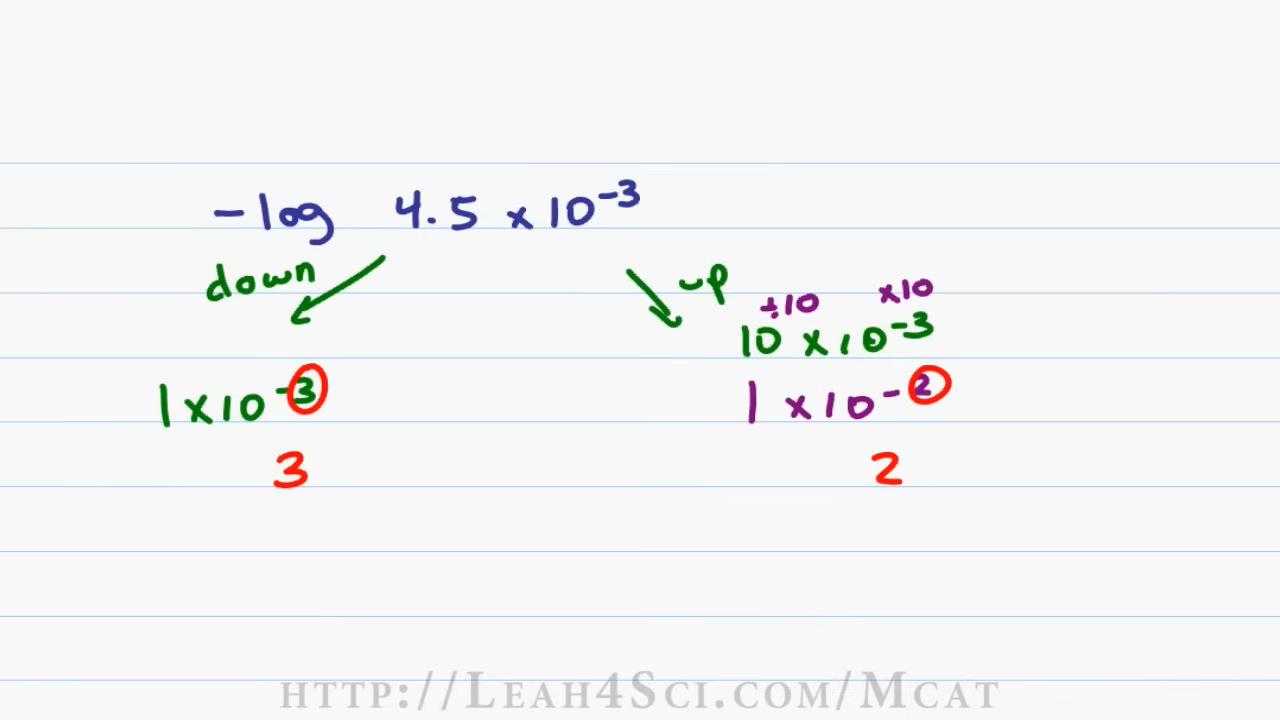 -log 4.5 x 10⁻³
down up
÷10 x10
10 x 10⁻³
1 x 10⁻³ 1 x 10⁻²
3 2
HTTP://LEAH4SCI.COM/MCAT